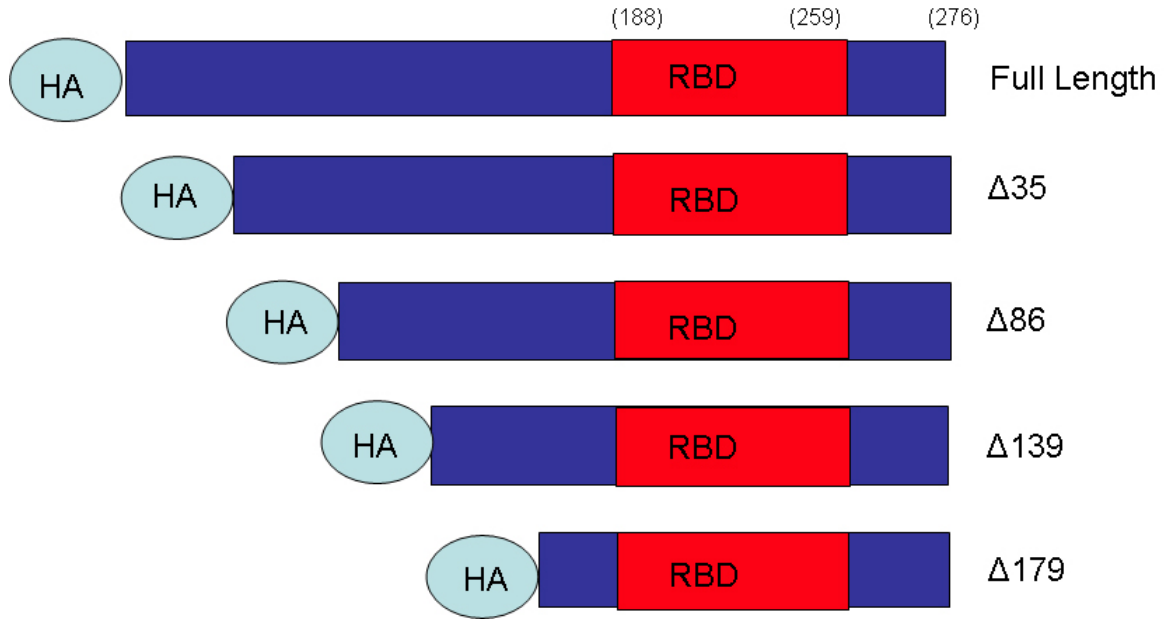 (188) (259) (276)
HA RBD Full Length
HA RBD Δ35
HA RBD Δ86
HA RBD Δ139
HA RBD Δ179